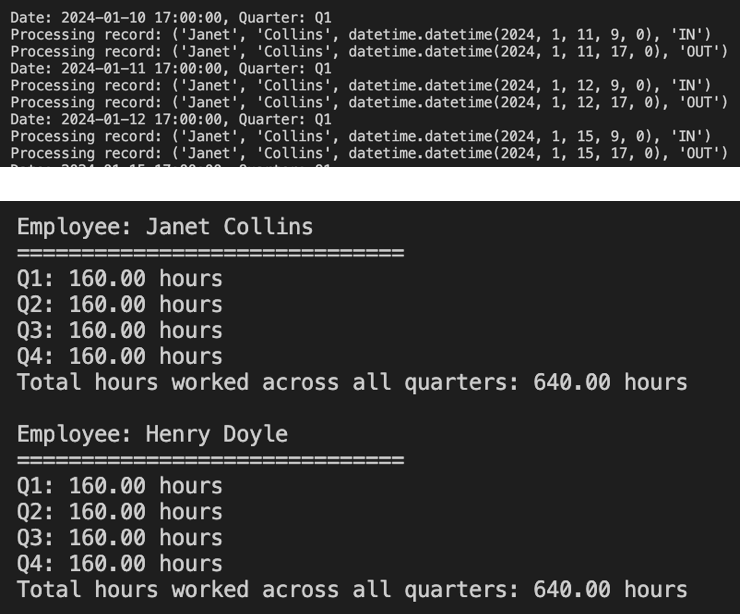 Date: 2024-01-10 17:00:00, Quarter: Q1
Processing record: ('Janet', 'Collins', datetime.datetime(2024, 1, 11, 9, 0), 'IN')
Processing record: ('Janet', 'Collins', datetime.datetime(2024, 1, 11, 17, 0), 'OUT')
Date: 2024-01-11 17:00:00, Quarter: Q1
Processing record: ('Janet', 'Collins', datetime.datetime(2024, 1, 12, 9, 0), 'IN')
Processing record: ('Janet', 'Collins', datetime.datetime(2024, 1, 12, 17, 0), 'OUT')
Date: 2024-01-12 17:00:00, Quarter: Q1
Processing record: ('Janet', 'Collins', datetime.datetime(2024, 1, 15, 9, 0), 'IN')
Processing record: ('Janet', 'Collins', datetime.datetime(2024, 1, 15, 17, 0), 'OUT')
Employee: Janet Collins
==============================
Q1: 160.00 hours
Q2: 160.00 hours
Q3: 160.00 hours
Q4: 160.00 hours
Total hours worked across all quarters: 640.00 hours
Employee: Henry Doyle
==============================
Q1: 160.00 hours
Q2: 160.00 hours
Q3: 160.00 hours
Q4: 160.00 hours
Total hours worked across all quarters: 640.00 hours